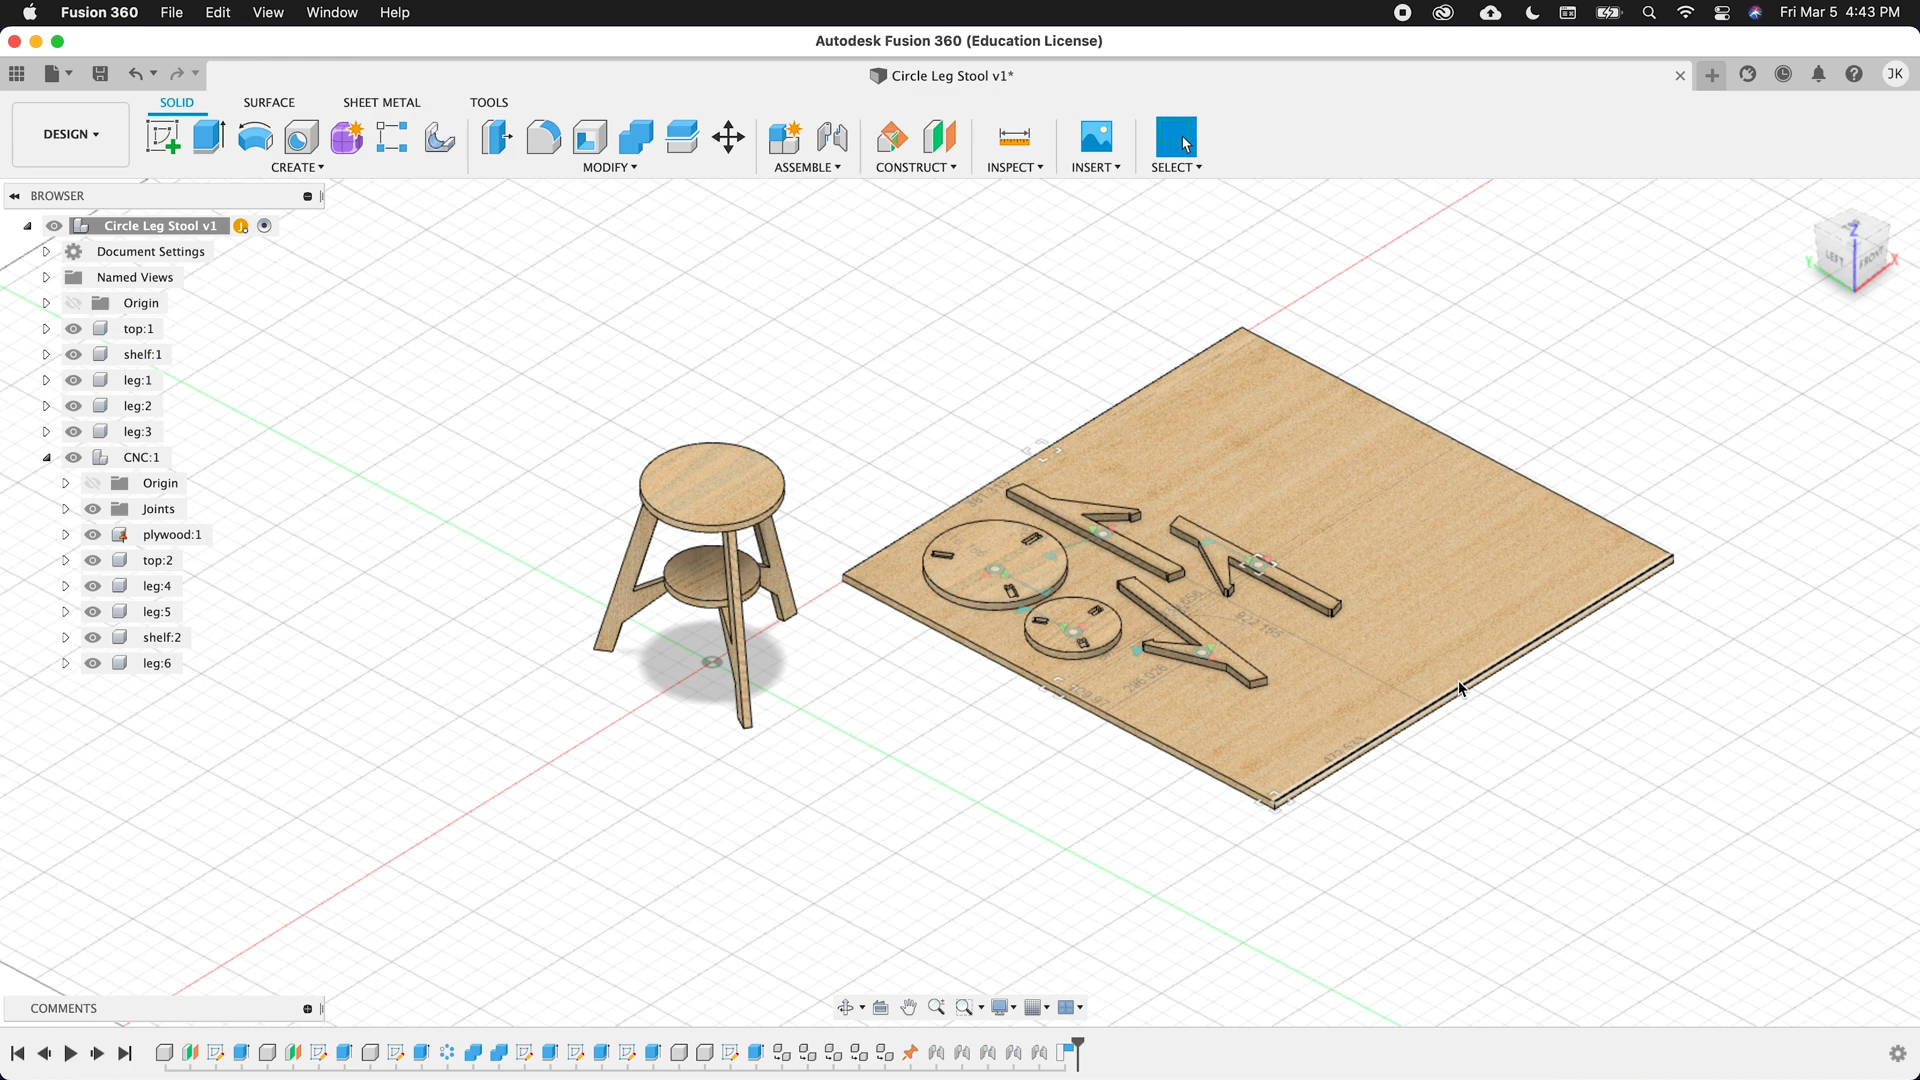 Fusion 360 File Edit View Window Help Fri Mar 5 4:43 PM
Autodesk Fusion 360 (Education License)
Circle Leg Stool v1*
JK
SOLID SURFACE SHEET METAL TOOLS
DESIGN
CREATE MODIFY ASSEMBLE CONSTRUCT INSPECT INSERT SELECT
BROWSER
Circle Leg Stool v1
Document Settings
Named Views
Origin
top:1
shelf:1
leg:1
leg:2
leg:3
CNC:1
Origin
Joints
plywood:1
top:2
leg:4
leg:5
shelf:2
leg:6
Z
LEFT FRONT
Y X
COMMENTS